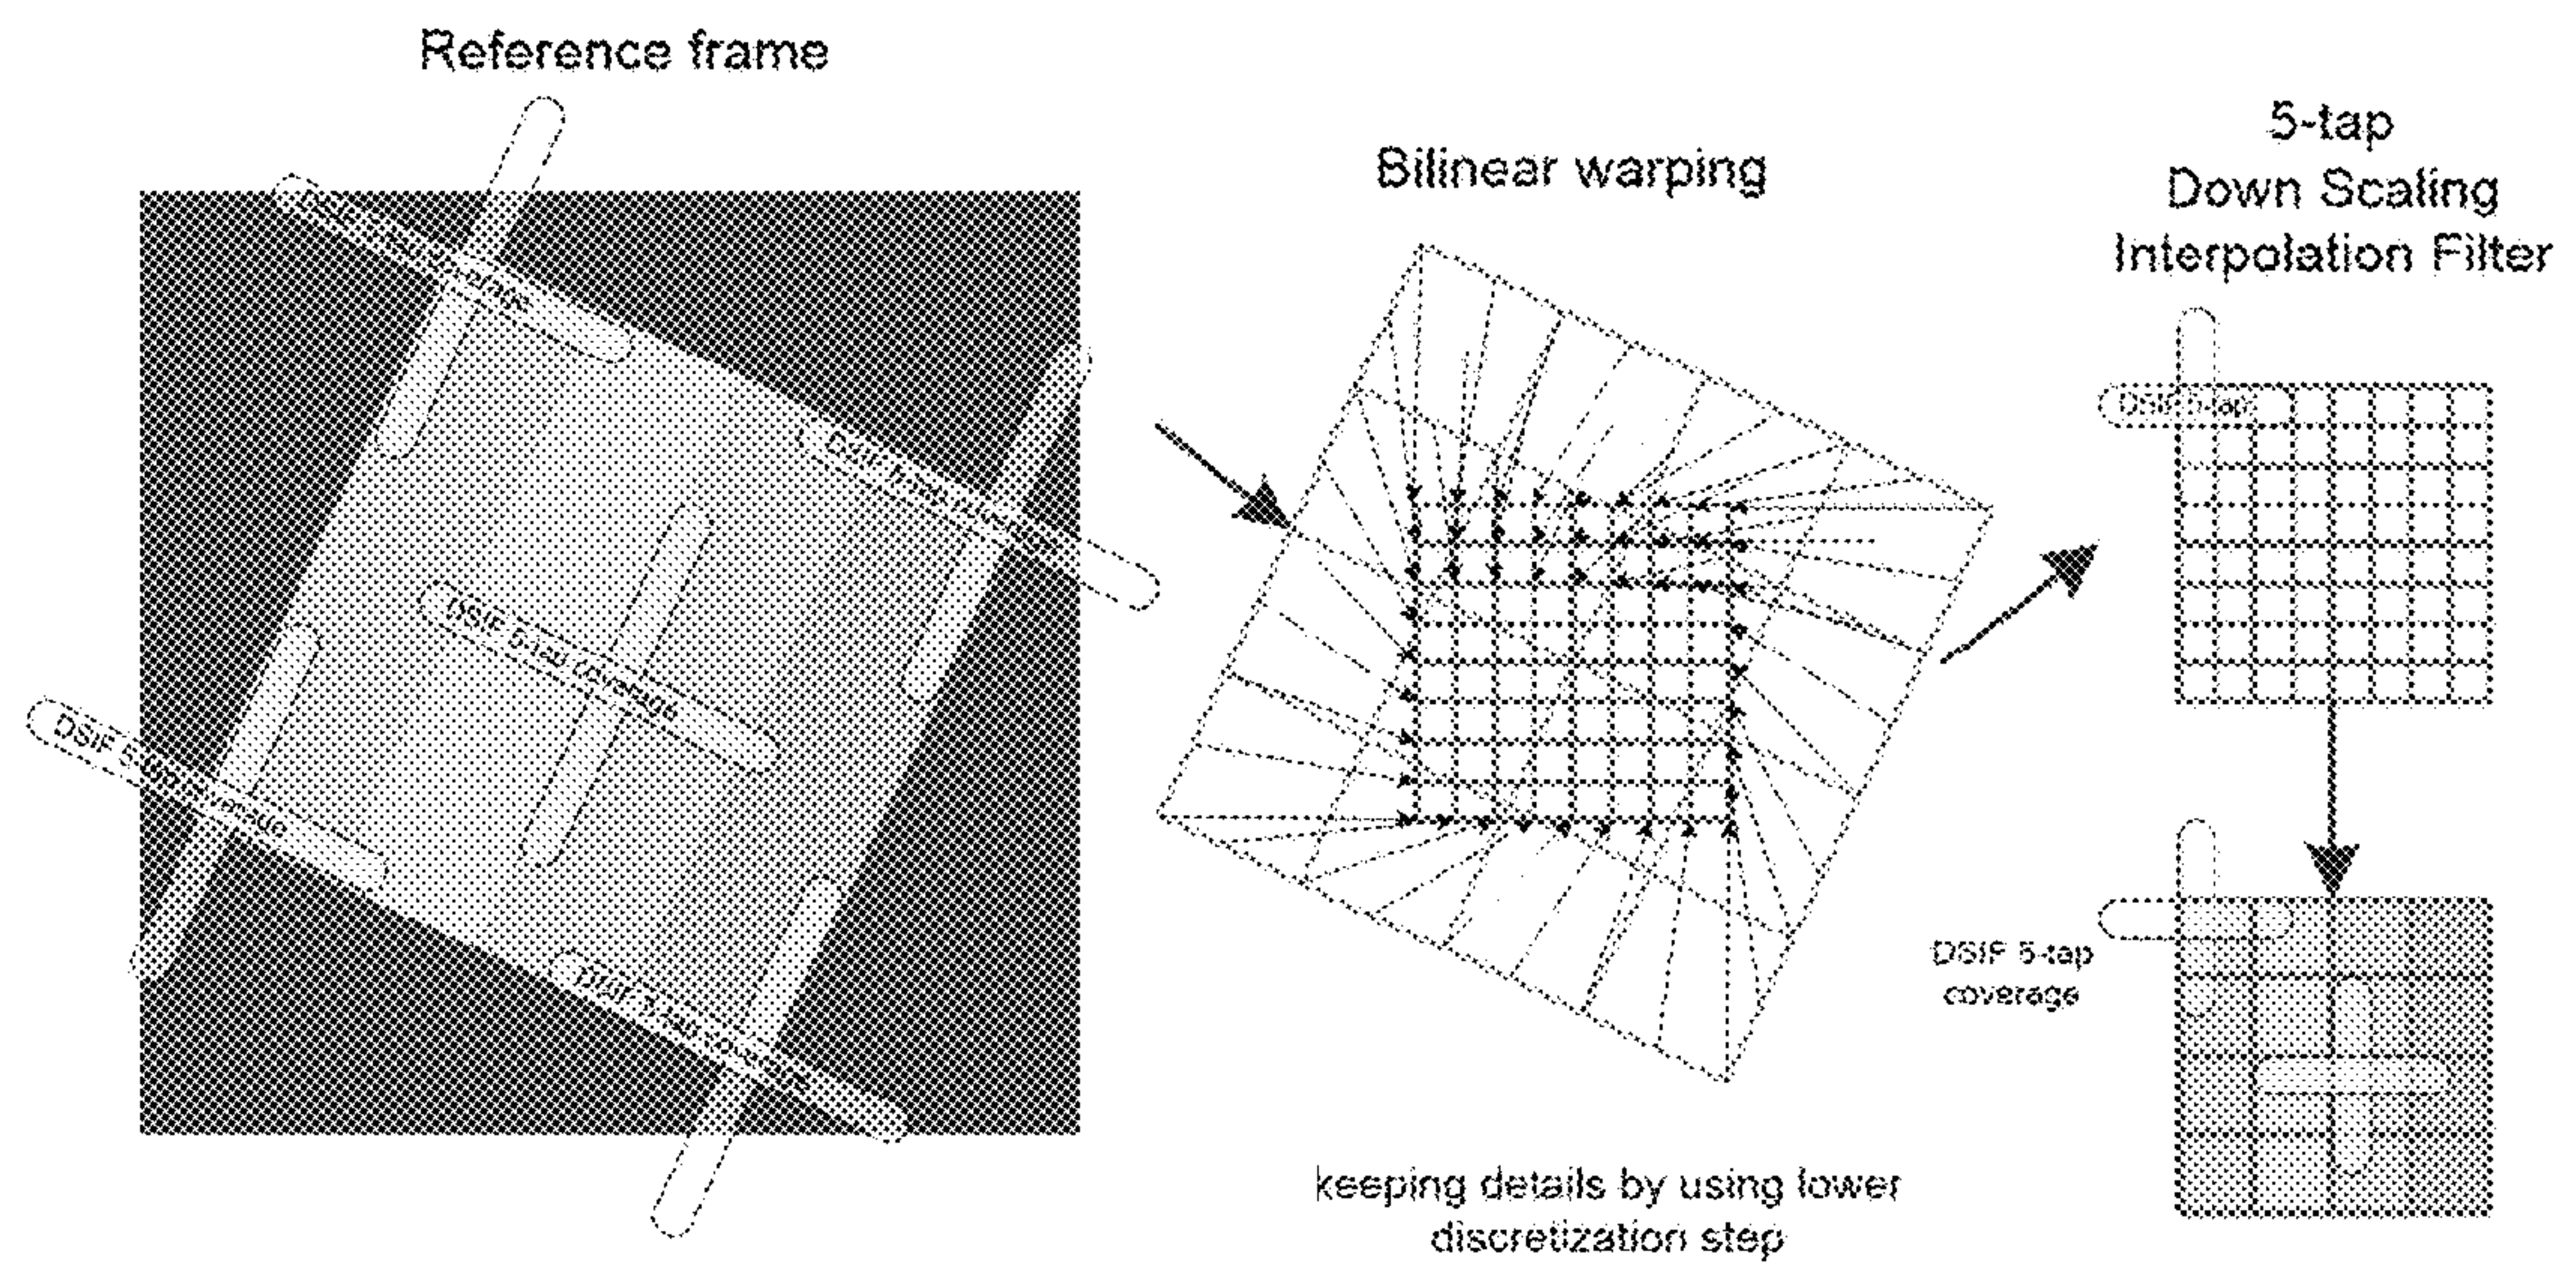 Reference frame
Bilinear warping
5-tap
Down Scaling
Interpolation Filter
DSIF 5-tap coverage
DSIF 5-tap
DSIF 5-tap
coverage
keeping details by using lower
discretization step